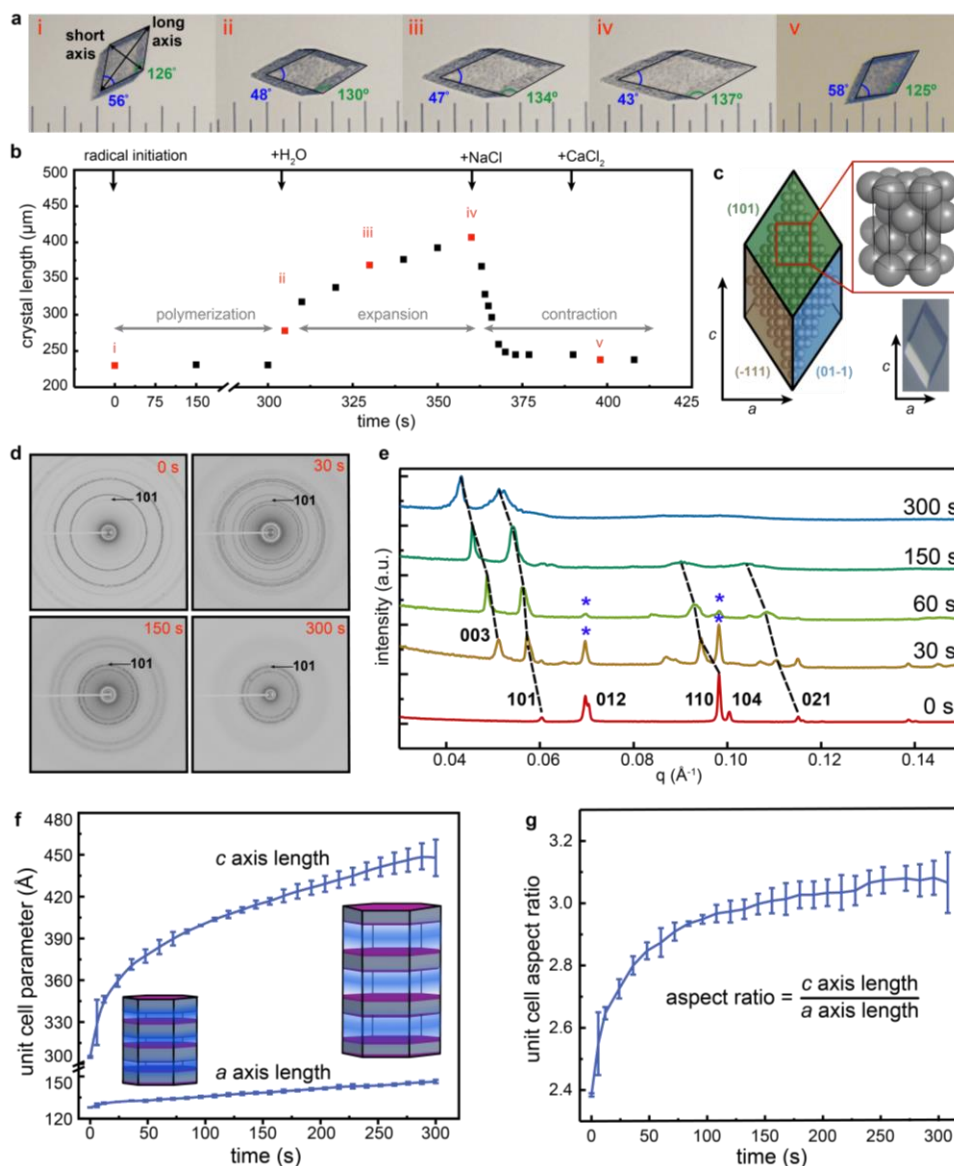 a
i
ii
iii
iv
v
short axis
long axis
126°
56°
48°
130°
47°
134°
43°
137°
58°
125°
b
radical initiation
+H₂O
+NaCl
+CaCl₂
500
450
400
350
300
250
200
crystal length (µm)
i
ii
iii
iv
v
polymerization
expansion
contraction
0 75 150 300 325 350 375 400 425
time (s)
c
(101)
(-111)
(01-1)
c
a
c
a
d
0 s
101
30 s
101
150 s
101
300 s
101
e
intensity (a.u.)
300 s
150 s
60 s
*
*
30 s
*
*
003
101
012
110
104
021
0 s
0.04 0.06 0.08 0.10 0.12 0.14
q (Å⁻¹)
f
480
450
420
390
360
330
300
150
120
unit cell parameter (Å)
c axis length
a axis length
0 50 100 150 200 250 300
time (s)
g
3.2
3.0
2.8
2.6
2.4
unit cell aspect ratio
aspect ratio = c axis length / a axis length
0 50 100 150 200 250 300
time (s)